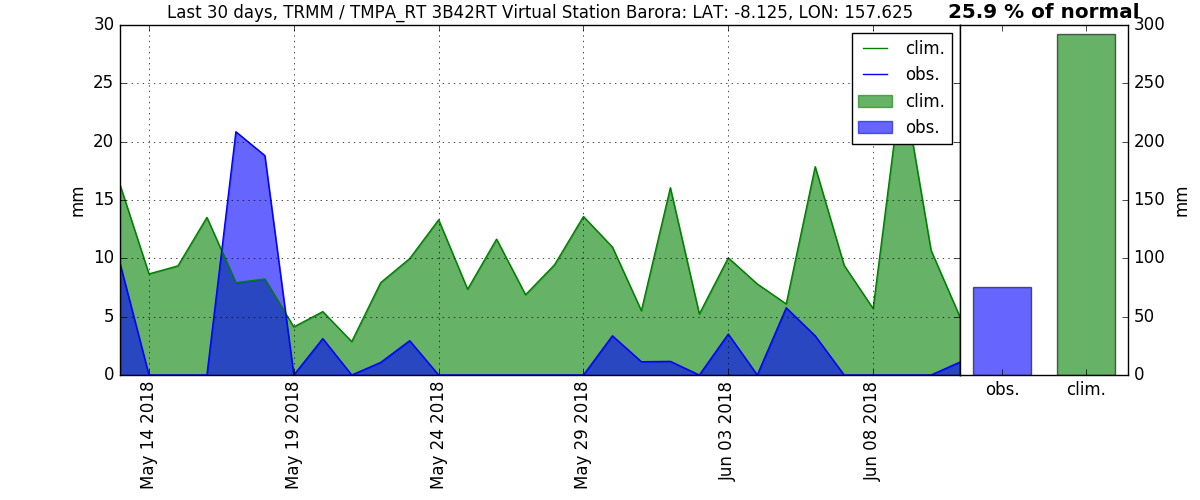 Last 30 days, TRMM / TMPA_RT 3B42RT Virtual Station Barora: LAT: -8.125, LON: 157.625
25.9 % of normal
30
25
20
15
10
5
0
mm
clim.
obs.
clim.
obs.
May 14 2018
May 19 2018
May 24 2018
May 29 2018
Jun 03 2018
Jun 08 2018
300
250
200
150
100
50
0
mm
obs.
clim.